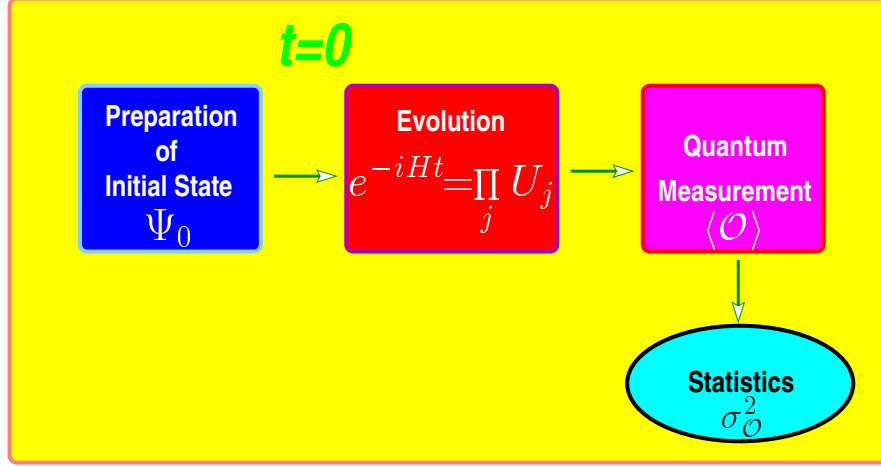 t=0
Preparation
of
Initial State
Ψ₀
Evolution
e^{-iHt}=∏_j U_j
Quantum
Measurement
⟨𝒪⟩
Statistics
σ²_𝒪